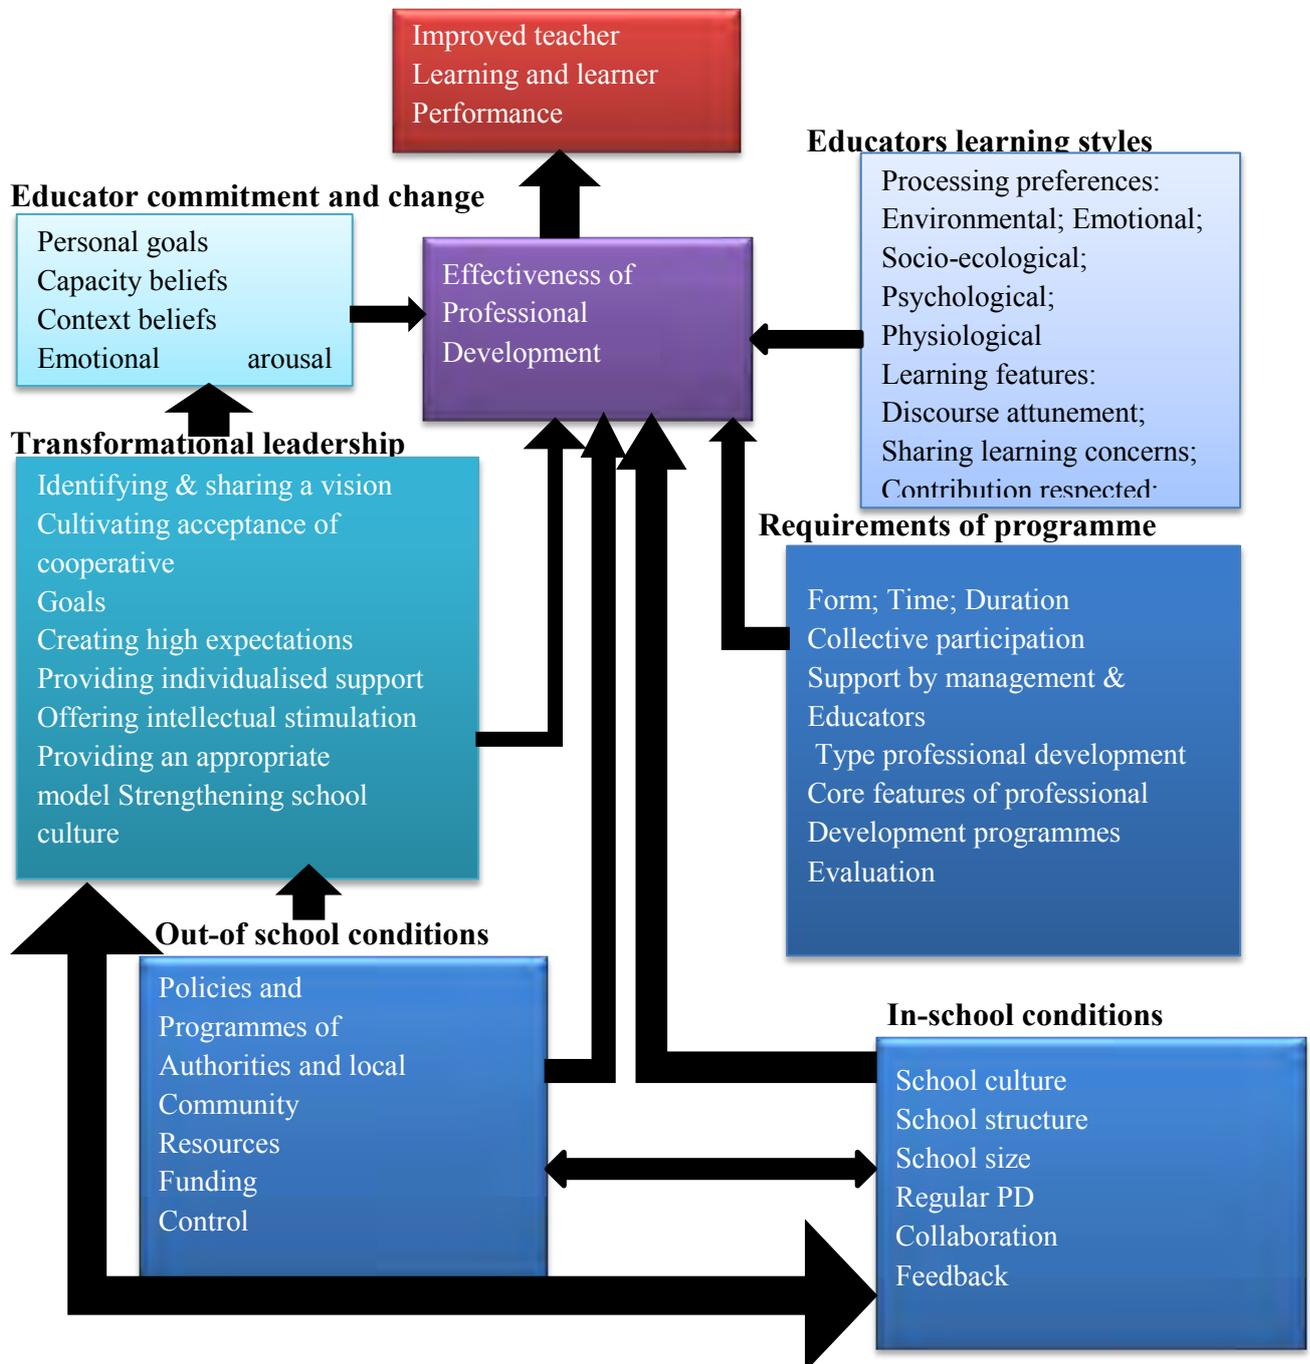 Improved teacher
Learning and learner
Performance
Educators learning styles
Processing preferences:
Environmental; Emotional;
Socio-ecological;
Psychological;
Physiological
Learning features:
Discourse attunement;
Sharing learning concerns;
Contribution respected;
Educator commitment and change
Personal goals
Capacity beliefs
Context beliefs
Emotional arousal
Effectiveness of
Professional
Development
Transformational leadership
Identifying & sharing a vision
Cultivating acceptance of
cooperative
Goals
Creating high expectations
Providing individualised support
Offering intellectual stimulation
Providing an appropriate
model Strengthening school
culture
Requirements of programme
Form; Time; Duration
Collective participation
Support by management &
Educators
Type professional development
Core features of professional
Development programmes
Evaluation
Out-of school conditions
Policies and
Programmes of
Authorities and local
Community
Resources
Funding
Control
In-school conditions
School culture
School structure
School size
Regular PD
Collaboration
Feedback